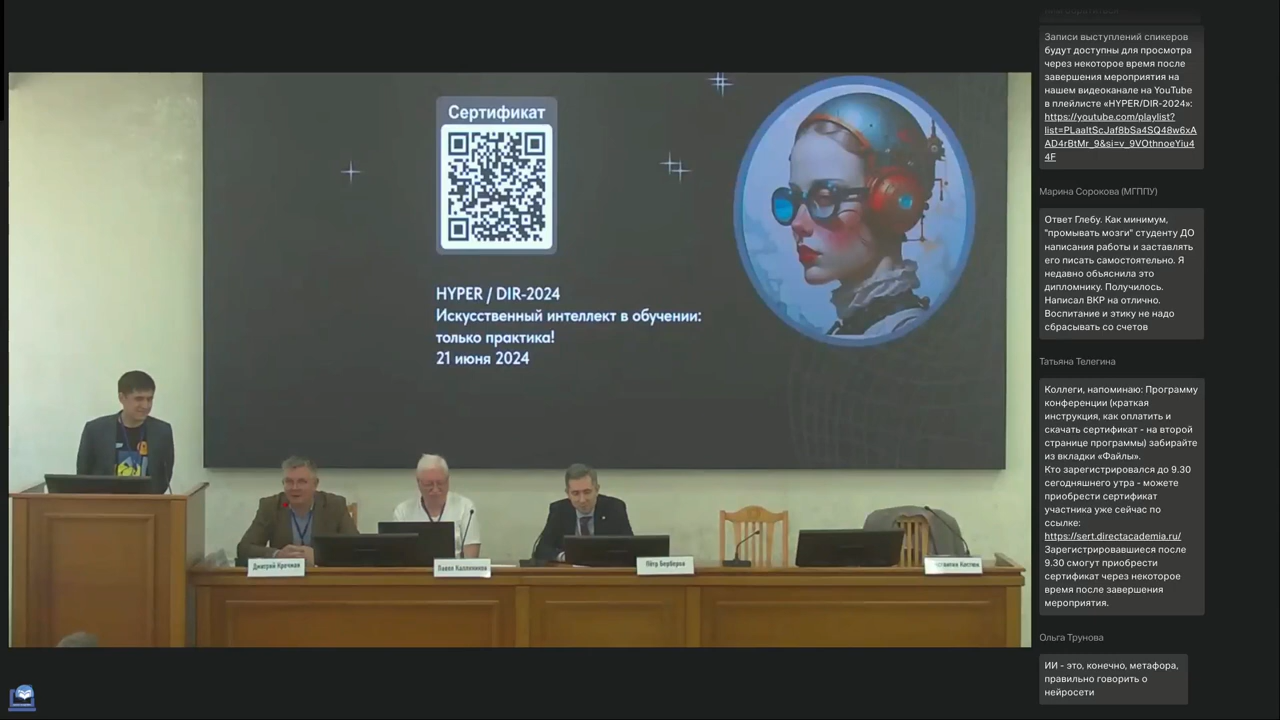 Сертификат
HYPER / DIR-2024
Искусственный интеллект в обучении:
только практика!
21 июня 2024
Дмитрий Кречман
Павел Калленников
Пётр Берберка
Костюк
Записи выступлений спикеров
будут доступны для просмотра
через некоторое время после
завершения мероприятия на
нашем видеоканале на YouTube
в плейлисте «HYPER/DIR-2024»:
https://youtube.com/playlist?
list=PLaaItScJaf8bSa4SQ48w6xA
AD4rBtMr_9&si=v_9VOthnoeYiu4
4F
Марина Сорокова (МГППУ)
Ответ Глебу. Как минимум,
"промывать мозги" студенту ДО
написания работы и заставлять
его писать самостоятельно. Я
недавно объяснила это
дипломнику. Получилось.
Написал ВКР на отлично.
Воспитание и этику не надо
сбрасывать со счетов
Татьяна Телегина
Коллеги, напоминаю: Программу
конференции (краткая
инструкция, как оплатить и
скачать сертификат - на второй
странице программы) забирайте
из вкладки «Файлы».
Кто зарегистрировался до 9.30
сегодняшнего утра - можете
приобрести сертификат
участника уже сейчас по
ссылке:
https://sert.directacademia.ru/
Зарегистрировавшиеся после
9.30 смогут приобрести
сертификат через некоторое
время после завершения
мероприятия.
Ольга Трунова
ИИ - это, конечно, метафора,
правильно говорить о
нейросети